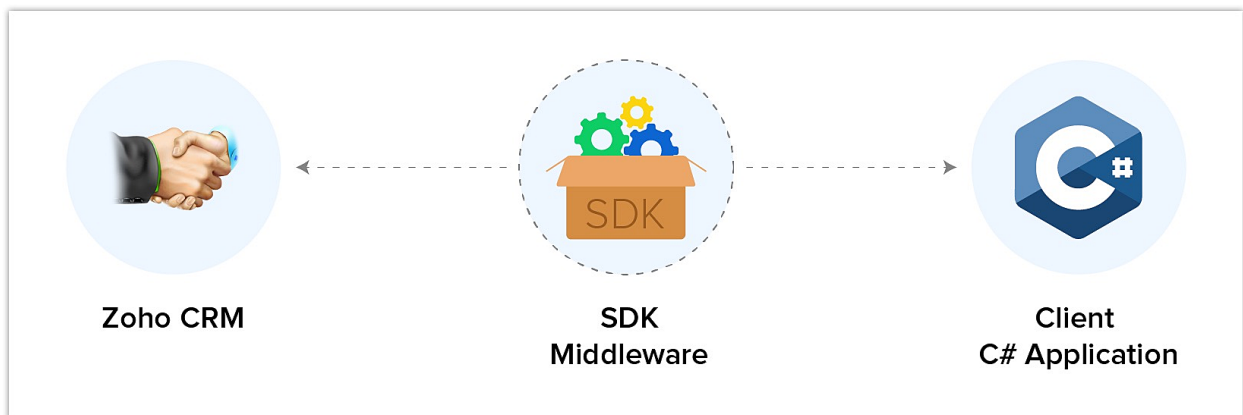 SDK
C#
Zoho CRM
SDK
Middleware
Client
C# Application